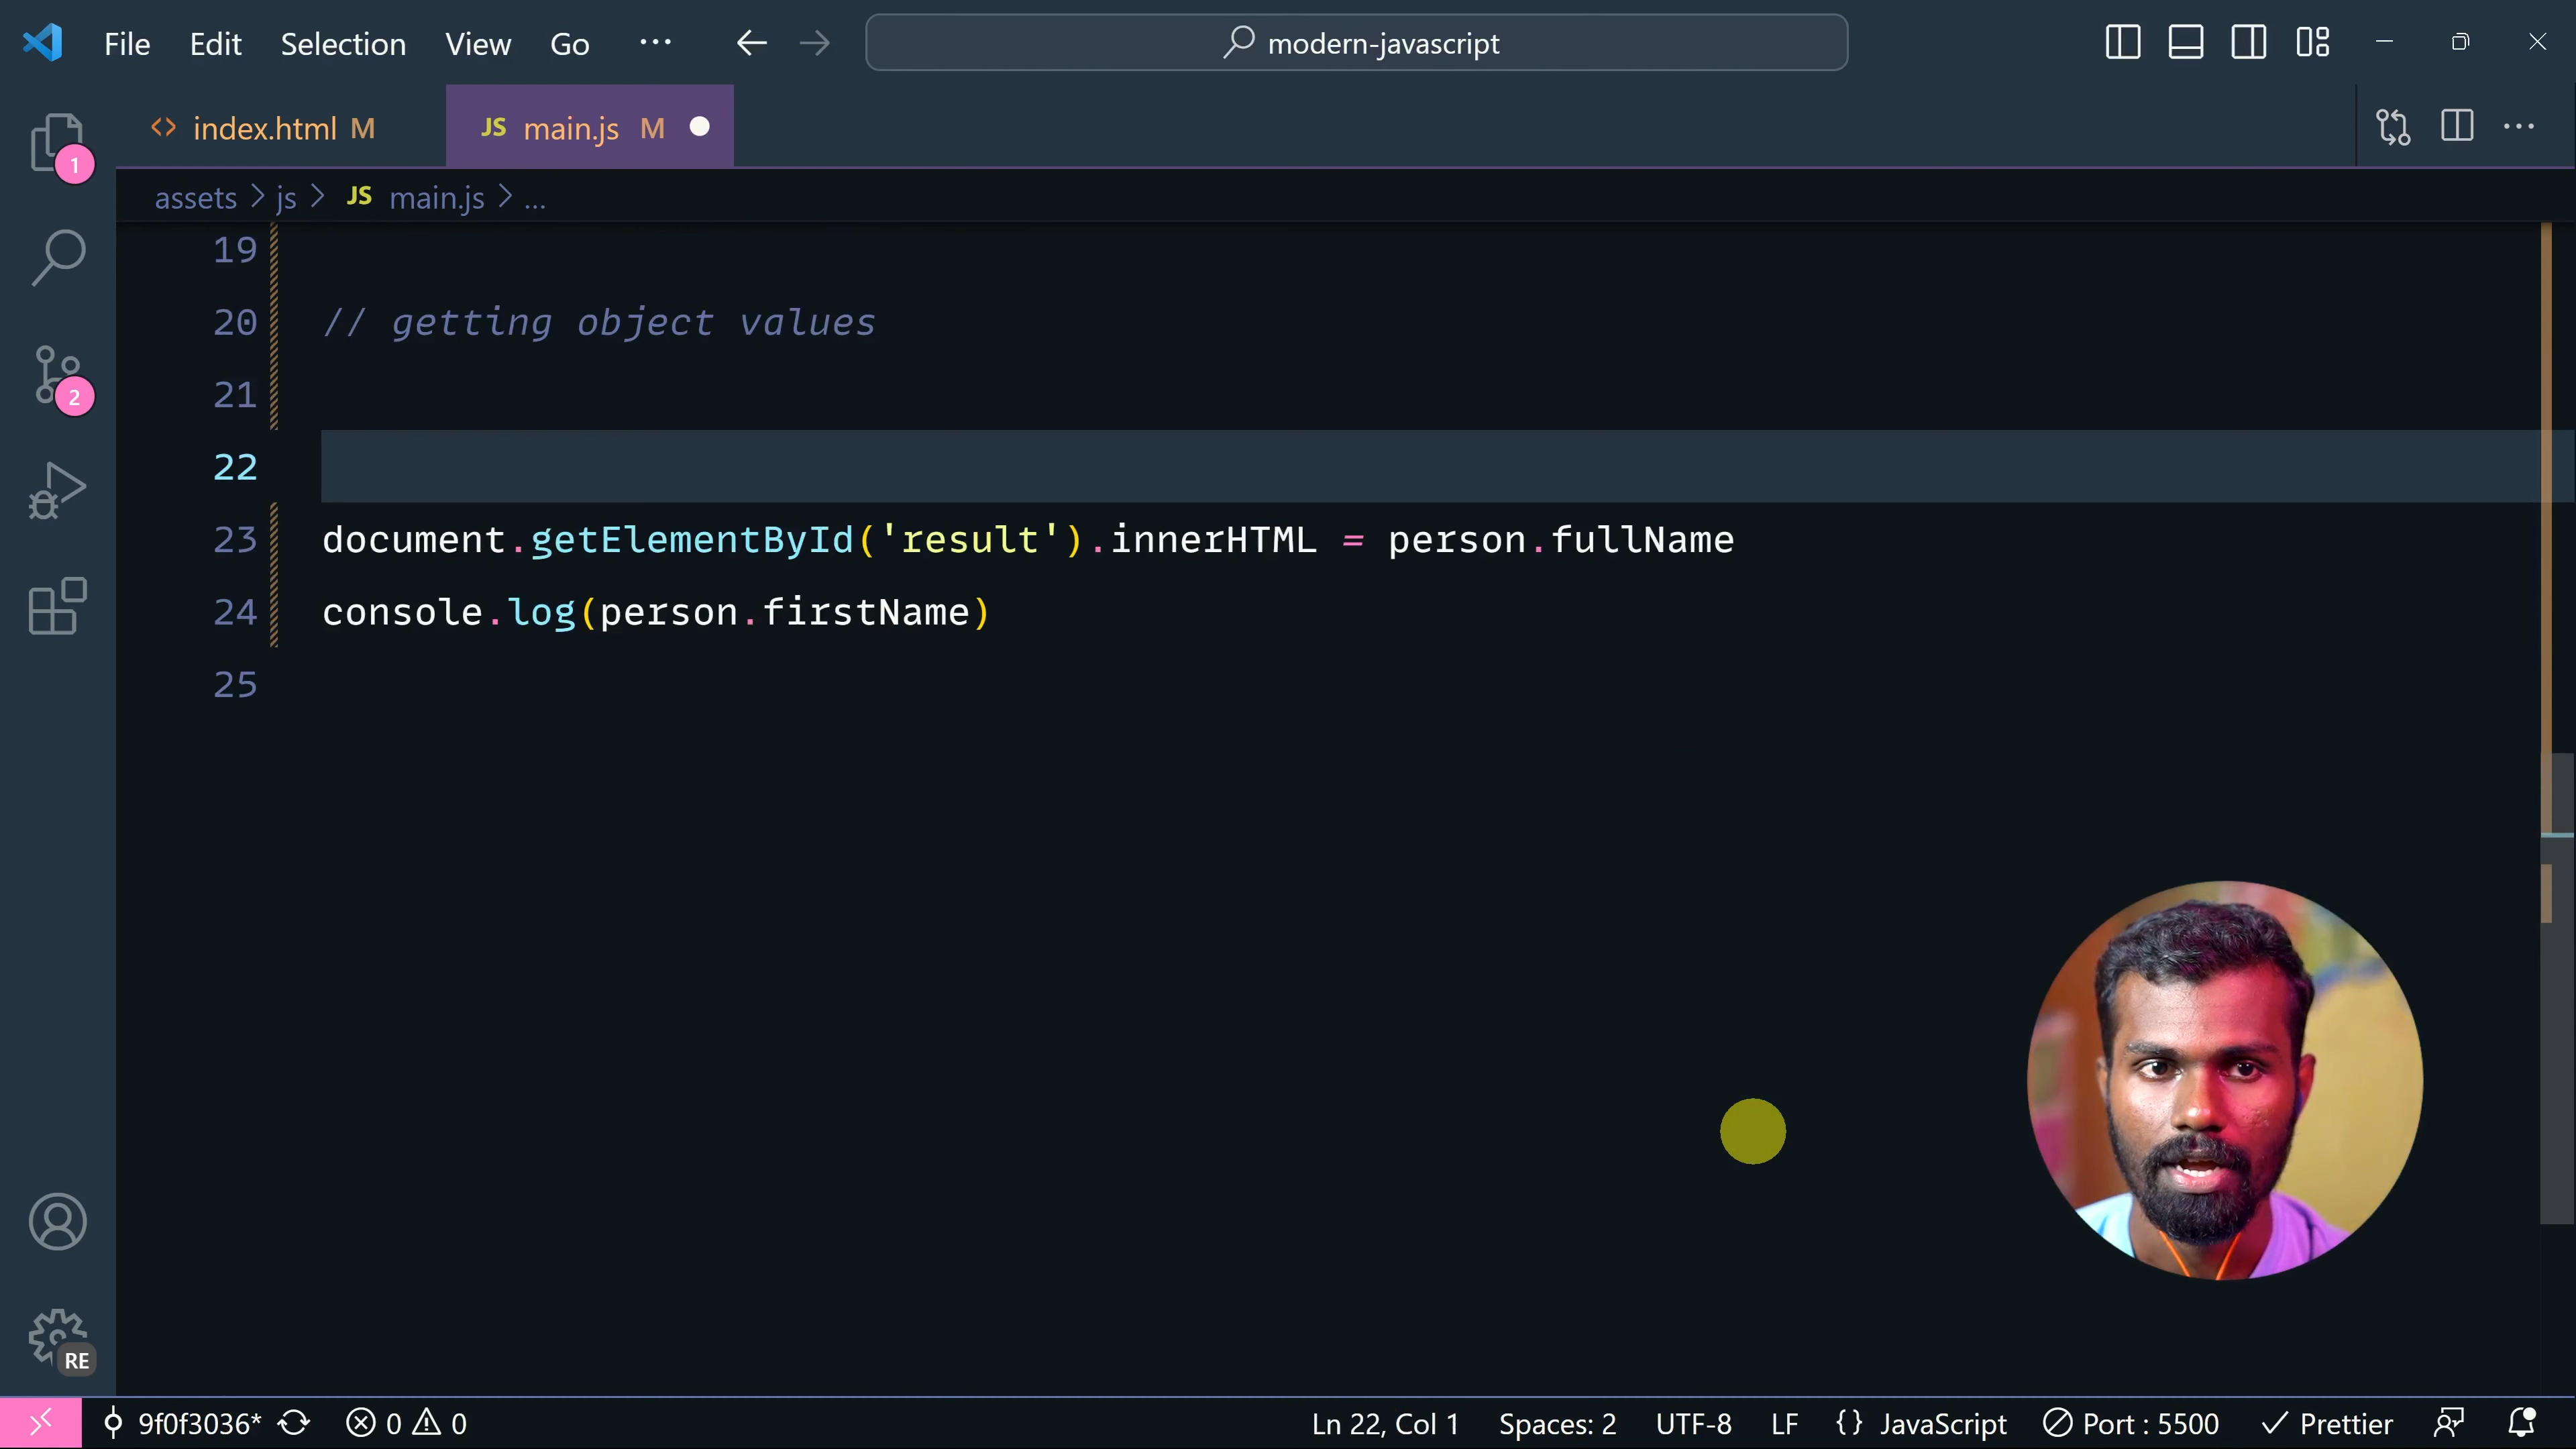 File Edit Selection View Go ··· modern-javascript
index.html M JS main.js M
1
assets > js > JS main.js > ...
19
20 // getting object values
21
2
22
23 document.getElementById('result').innerHTML = person.fullName
24 console.log(person.firstName)
25
RE
9f0f3036* 0 0 Ln 22, Col 1 Spaces: 2 UTF-8 LF {} JavaScript Port : 5500 Prettier